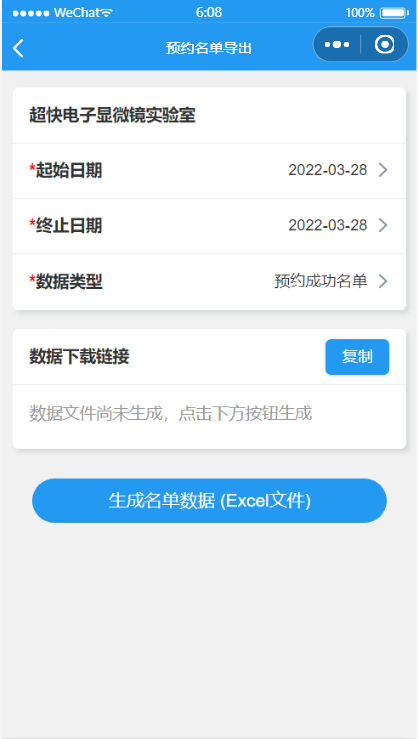 WeChat 6:08 100%
预约名单导出
超快电子显微镜实验室
*起始日期 2022-03-28
*终止日期 2022-03-28
*数据类型 预约成功名单
数据下载链接 复制
数据文件尚未生成，点击下方按钮生成
生成名单数据 (Excel文件)